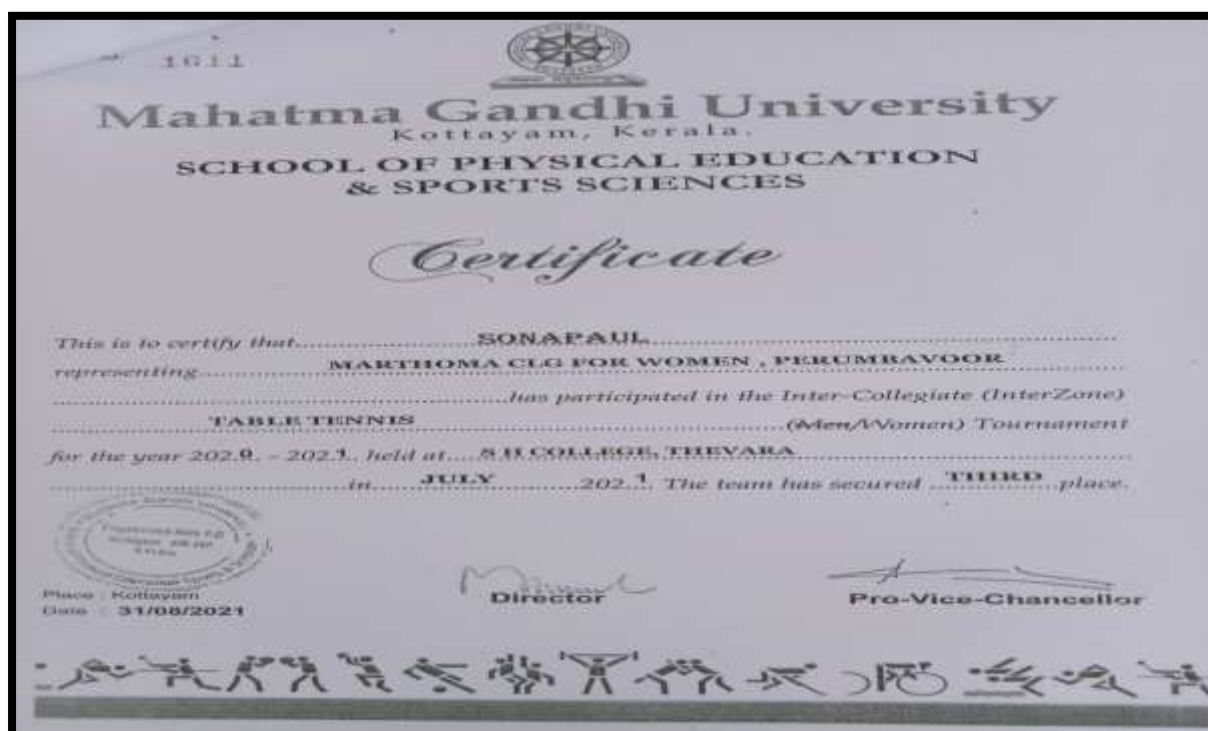 1611
Mahatma Gandhi University
Kottayam, Kerala.
SCHOOL OF PHYSICAL EDUCATION
& SPORTS SCIENCES
Certificate
This is to certify that SONAPAUL
representing MARTHOMA CLG FOR WOMEN , PERUMBAVOOR
has participated in the Inter-Collegiate (InterZone)
TABLE TENNIS (Men/Women) Tournament
for the year 2020 - 2021 held at S H COLLEGE, THEVARA
in JULY 2021 The team has secured THIRD place.
Place : Kottayam
Date : 31/08/2021
Director
Pro-Vice-Chancellor